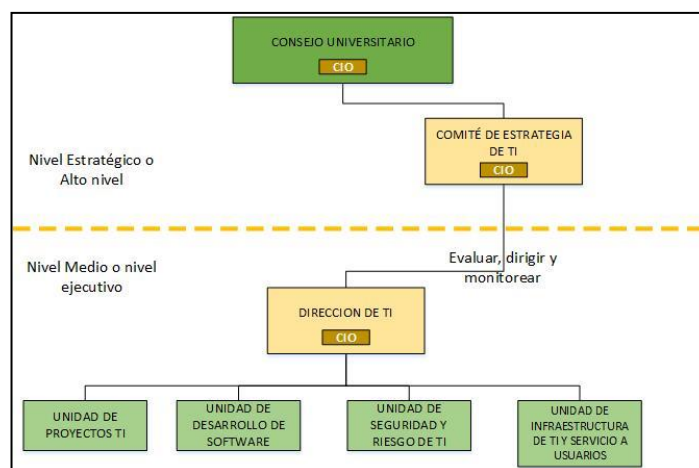 CONSEJO UNIVERSITARIO
CIO
COMITÉ DE ESTRATEGIA
DE TI
CIO
Nivel Estratégico o
Alto nivel
Evaluar, dirigir y
monitorear
Nivel Medio o nivel
ejecutivo
DIRECCION DE TI
CIO
UNIDAD DE
PROYECTOS TI
UNIDAD DE
DESARROLLO DE
SOFTWARE
UNIDAD DE
SEGURIDAD Y
RIESGO DE TI
UNIDAD DE
INFRAESTRUCTURA
DE TI Y SERVICIO A
USUARIOS